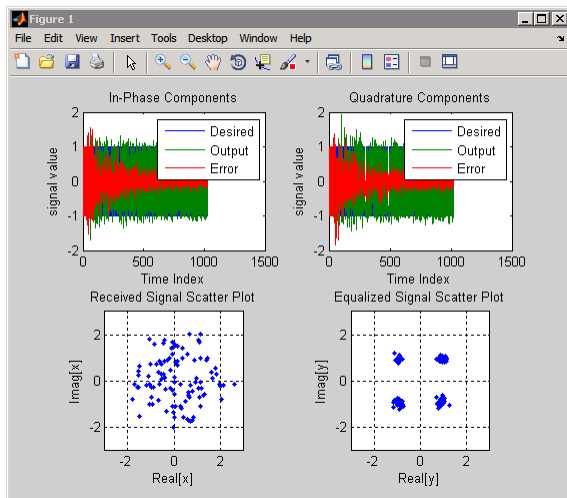 Figure 1
File Edit View Insert Tools Desktop Window Help
In-Phase Components
2
1
0
-1
-2
signal value
Desired
Output
Error
0 500 1000 1500
Time Index
Quadrature Components
2
1
0
-1
-2
signal value
Desired
Output
Error
0 500 1000 1500
Time Index
Received Signal Scatter Plot
2
0
-2
Imag[x]
-2 0 2
Real[x]
Equalized Signal Scatter Plot
2
0
-2
Imag[y]
-2 0 2
Real[y]